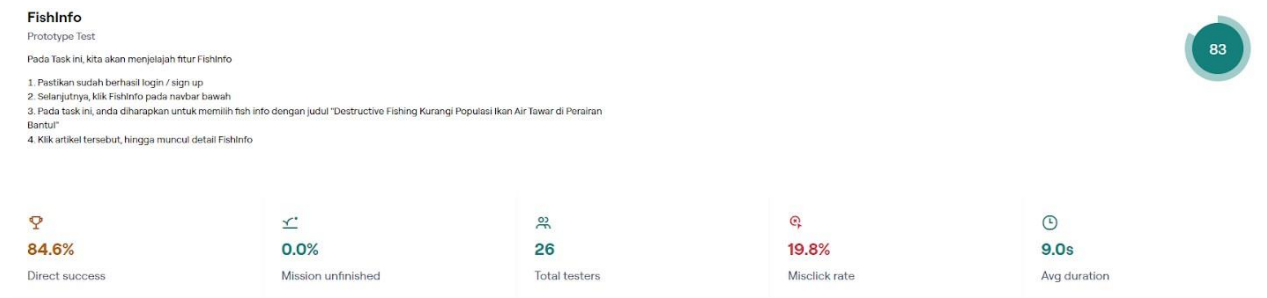 FishInfo
Prototype Test
83
Pada Task ini, kita akan menjelajah fitur FishInfo
1. Pastikan sudah berhasil login / sign up
2. Selanjutnya, klik FishInfo pada navbar bawah
3. Pada task ini, anda diharapkan untuk memilih fish info dengan judul "Destructive Fishing Kurangi Populasi Ikan Air Tawar di Perairan
Bantul"
4. Klik artikel tersebut, hingga muncul detail FishInfo
84.6%
Direct success
0.0%
Mission unfinished
26
Total testers
19.8%
Misclick rate
9.0s
Avg duration